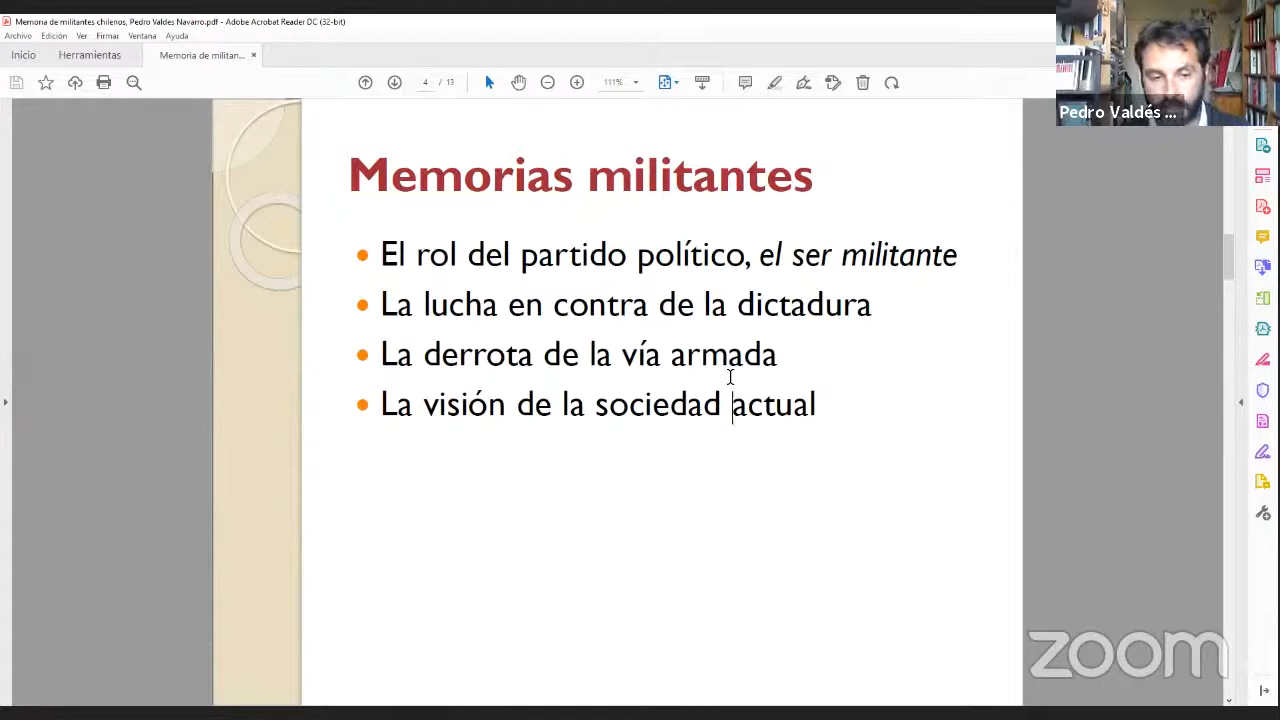 Memoria de militantes chilenos, Pedro Valdes Navarro.pdf - Adobe Acrobat Reader DC (32-bit)
Archivo Edición Ver Firmar Ventana Ayuda
Inicio Herramientas Memoria de militan... ×
4 / 13 111%
Pedro Valdés ...
Memorias militantes
• El rol del partido político, el ser militante
• La lucha en contra de la dictadura
• La derrota de la vía armada
• La visión de la sociedad actual
zoom